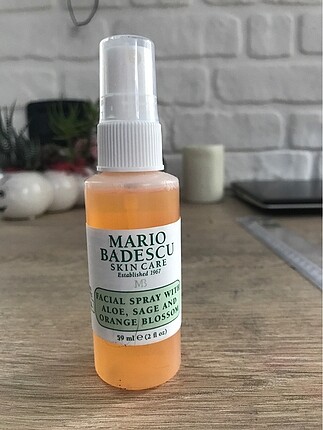 MARIO
BADESCU
SKIN CARE
Established 1967
MB
FACIAL SPRAY WITH
ALOE, SAGE AND
ORANGE BLOSSOM
59 ml ℮ (2 fl oz)